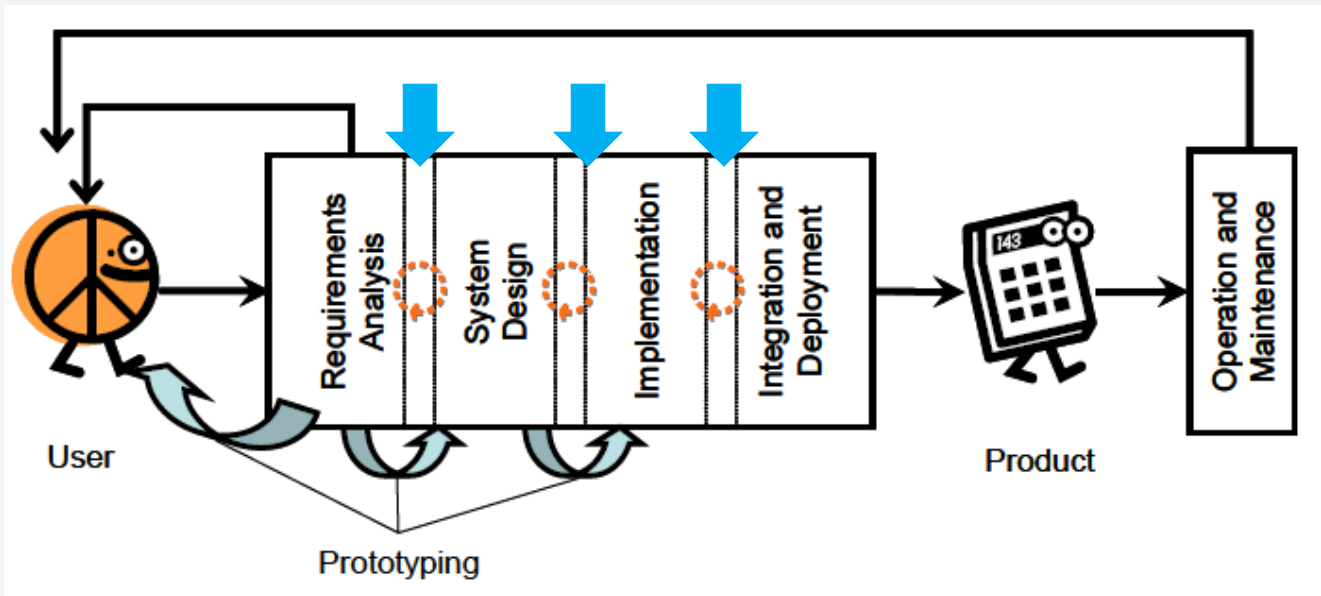 Requirements
Analysis
System
Design
Implementation
Integration and
Deployment
143
Operation and
Maintenance
User
Product
Prototyping